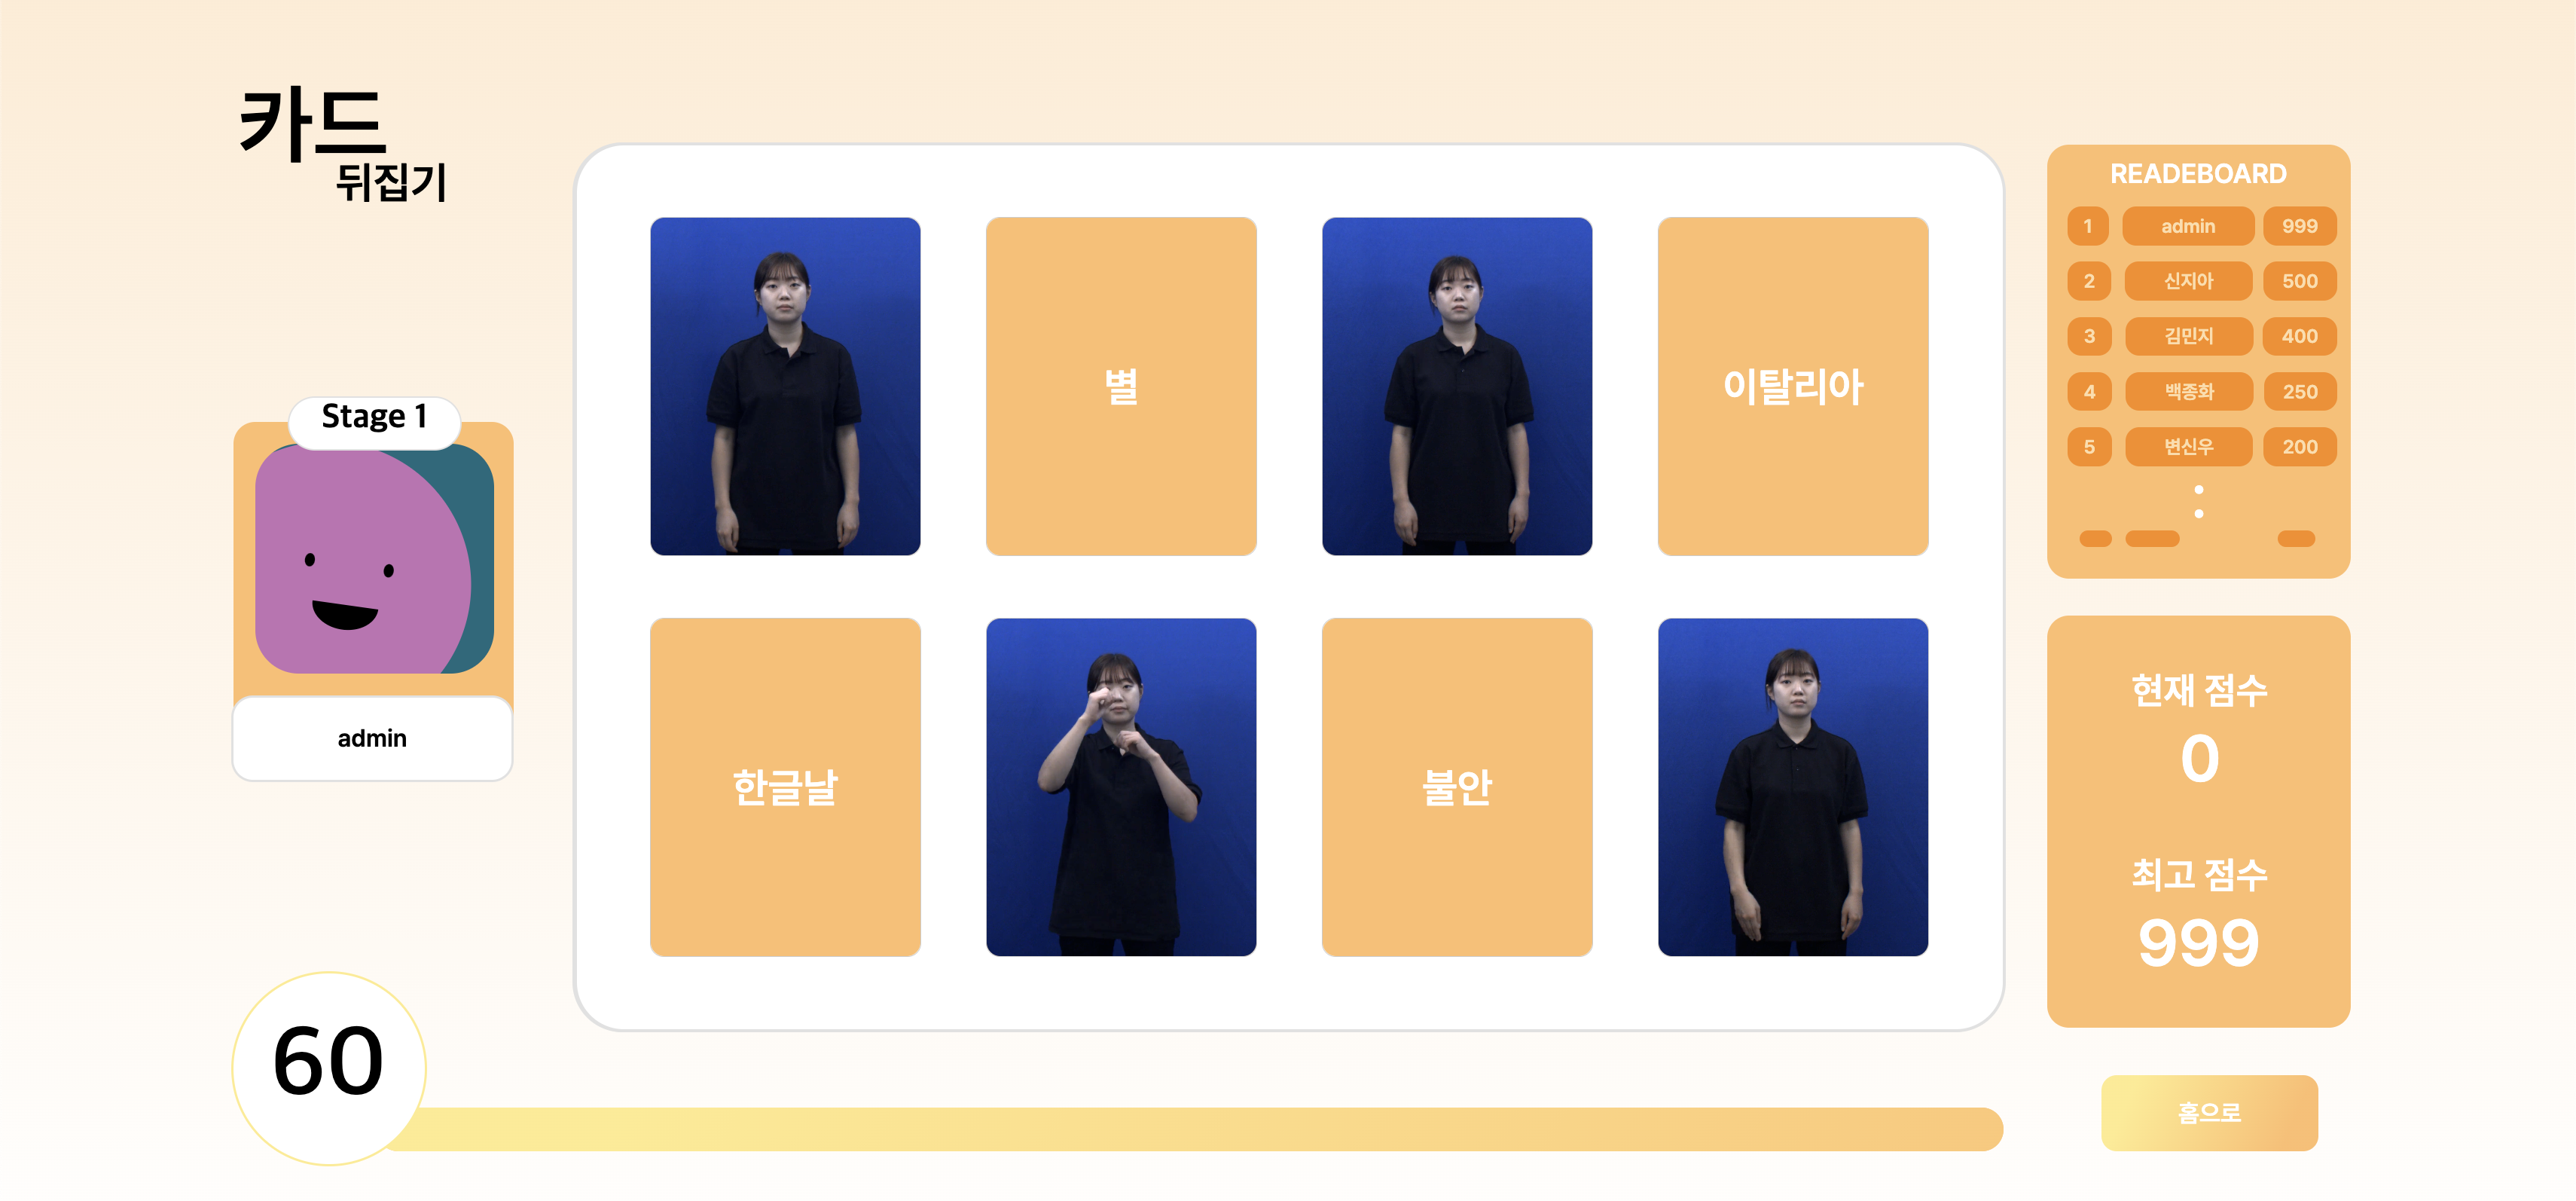 카드
뒤집기
Stage 1
admin
60
별
이탈리아
한글날
불안
READEBOARD
1 admin 999
2 신지아 500
3 김민지 400
4 백종화 250
5 변신우 200
현재 점수
0
최고 점수
999
홈으로